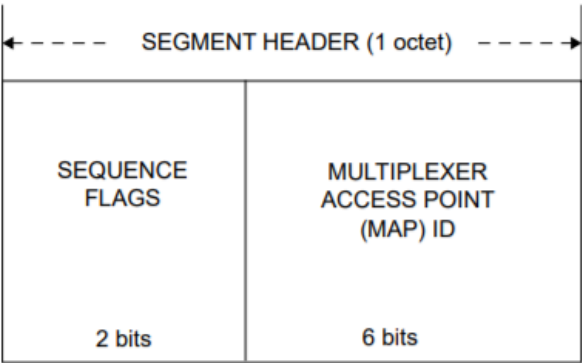 SEGMENT HEADER (1 octet)
SEQUENCE
FLAGS
2 bits
MULTIPLEXER
ACCESS POINT
(MAP) ID
6 bits